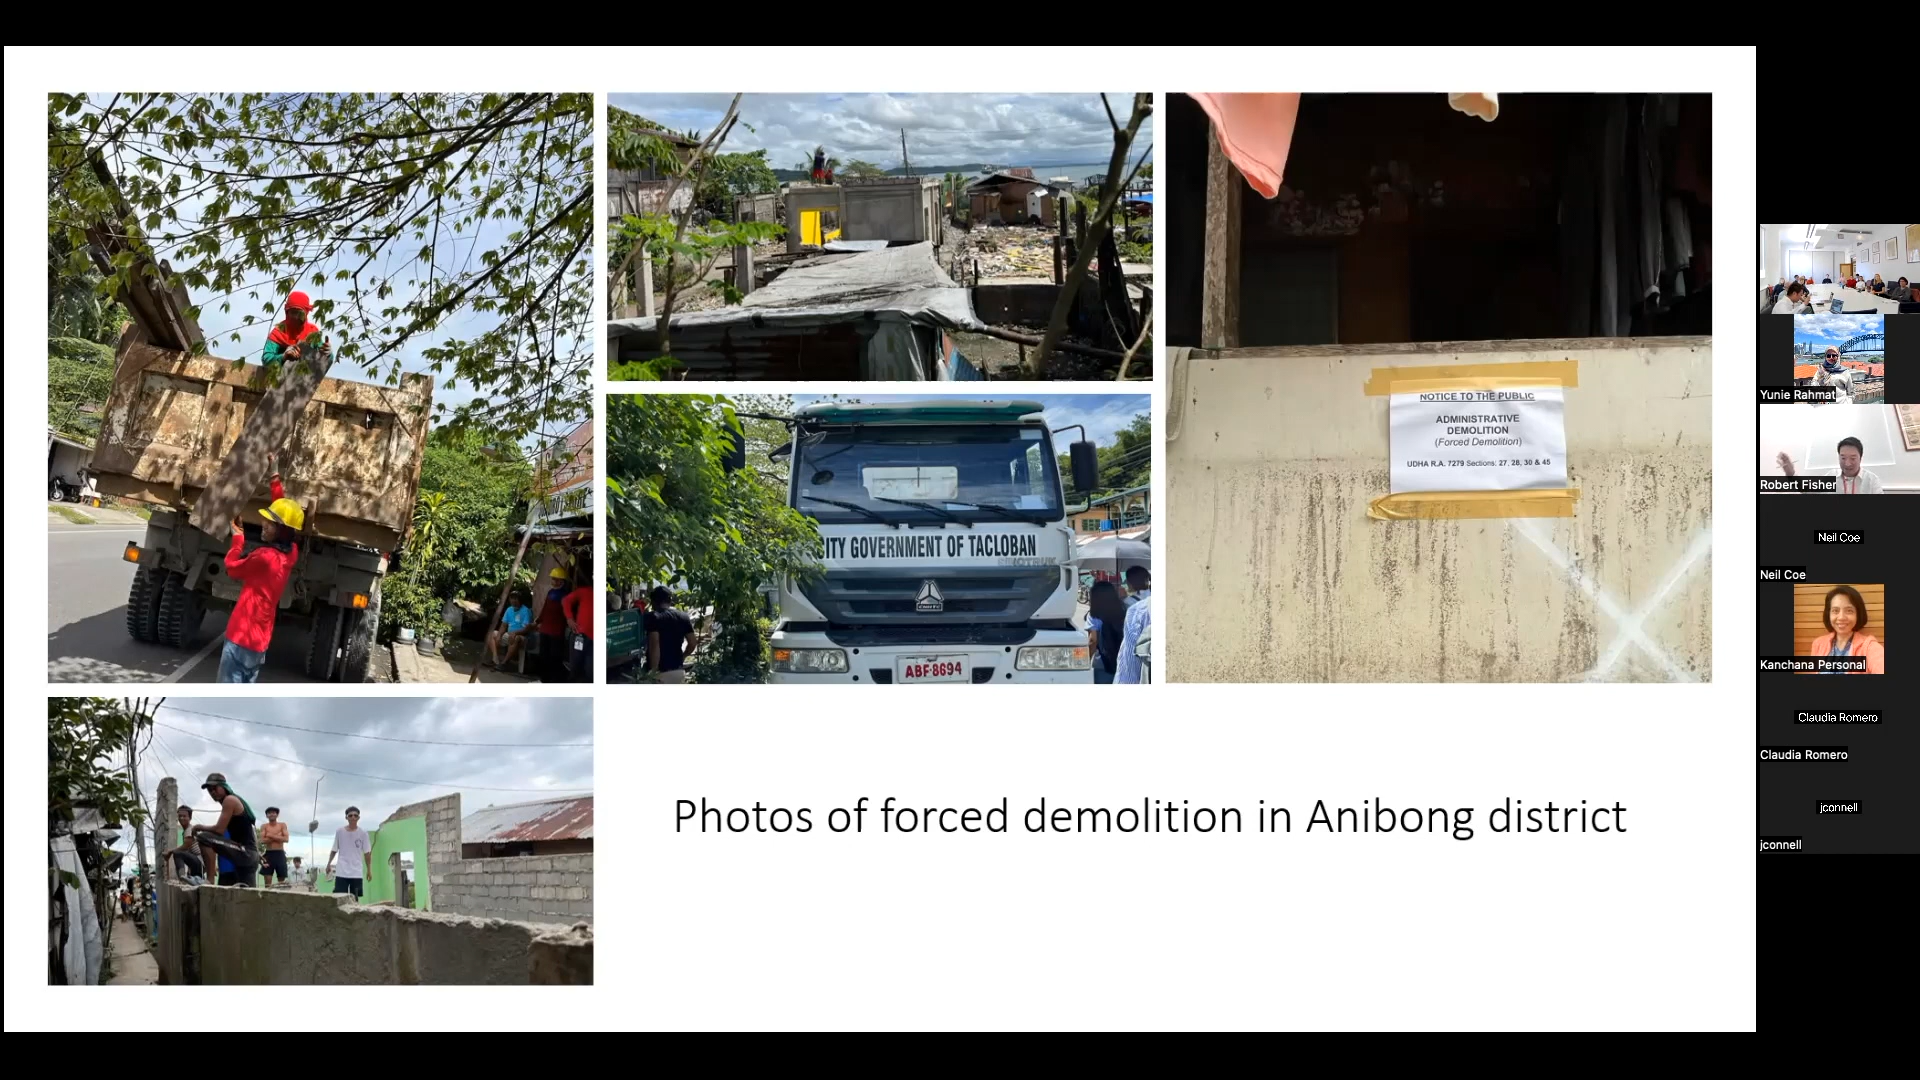 CITY GOVERNMENT OF TACLOBAN
SINOTRUK
ABF 8694
NOTICE TO THE PUBLIC
ADMINISTRATIVE
DEMOLITION
(Forced Demolition)
UDHA R.A. 7279 Sections: 27, 28, 30 & 45
Photos of forced demolition in Anibong district
Yunie Rahmat
Robert Fisher
Neil Coe
Neil Coe
Kanchana Personal
Claudia Romero
Claudia Romero
jconnell
jconnell